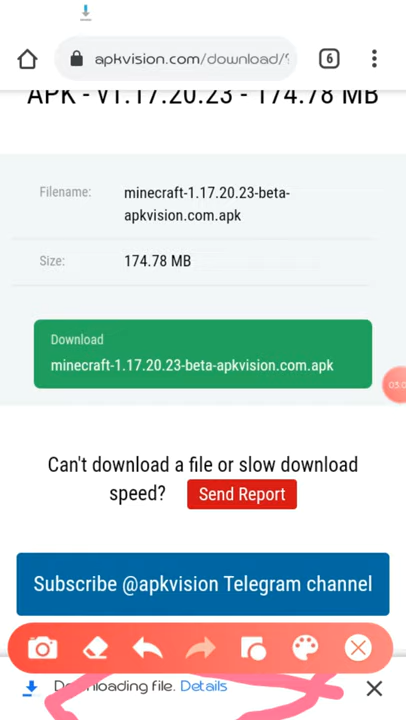 apkvision.com/download/
6
APK - V1.17.20.23 - 174.78 MB
Filename:
minecraft-1.17.20.23-beta-
apkvision.com.apk
Size:
174.78 MB
Download
minecraft-1.17.20.23-beta-apkvision.com.apk
Can't download a file or slow download
speed?
Send Report
Subscribe @apkvision Telegram channel
Downloading file. Details